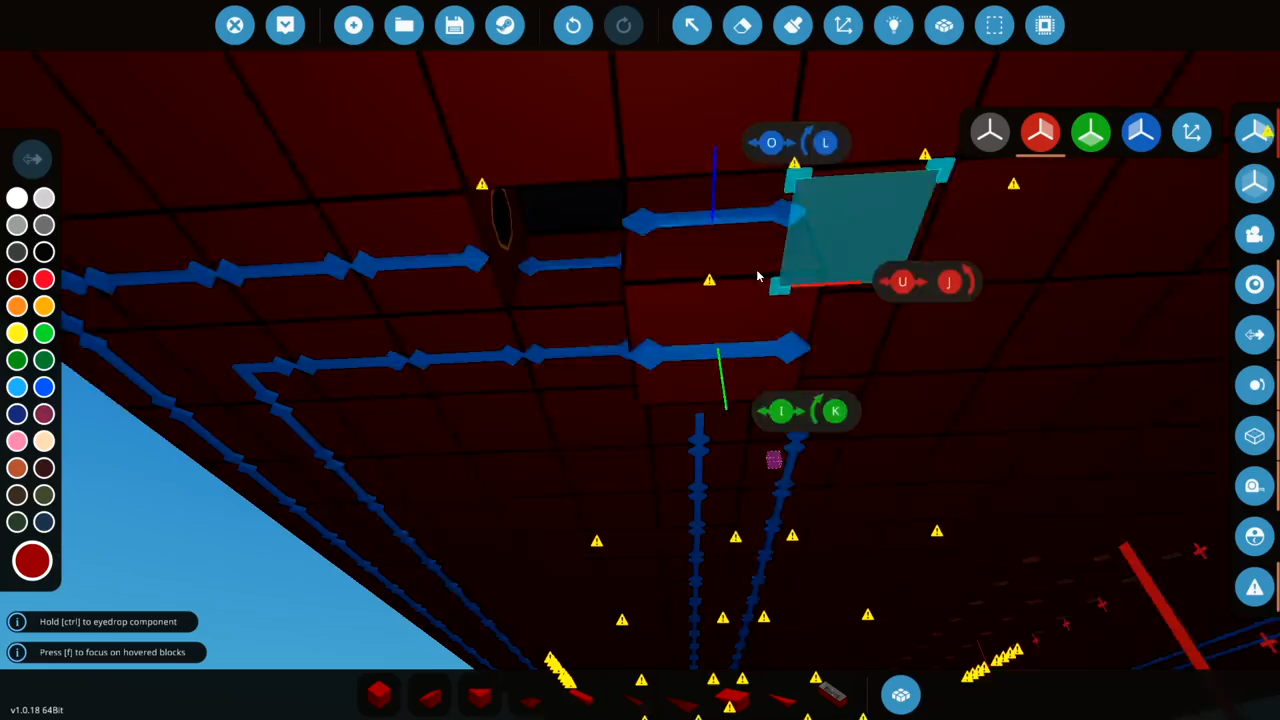 O L
U J
I K
Hold [ctrl] to eyedrop component
Press [f] to focus on hovered blocks
v1.0.18 64Bit